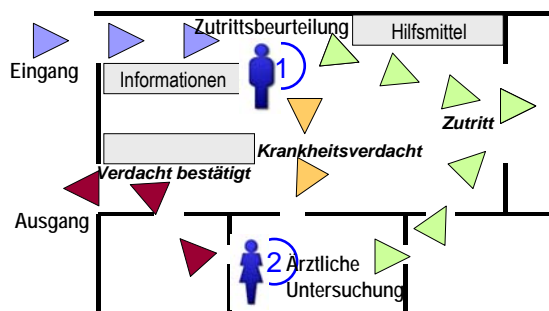 Zutrittsbeurteilung
Hilfsmittel
Eingang
Informationen
1
Zutritt
Krankheitsverdacht
Verdacht bestätigt
Ausgang
2
Ärztliche
Untersuchung